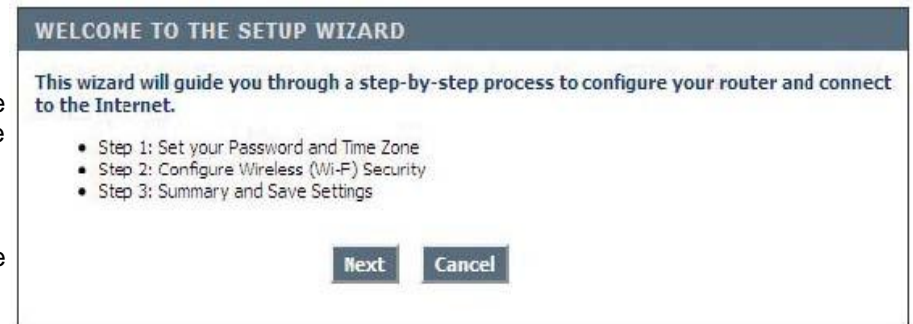 WELCOME TO THE SETUP WIZARD
This wizard will guide you through a step-by-step process to configure your router and connect
to the Internet.
• Step 1: Set your Password and Time Zone
• Step 2: Configure Wireless (Wi-F) Security
• Step 3: Summary and Save Settings
Next Cancel